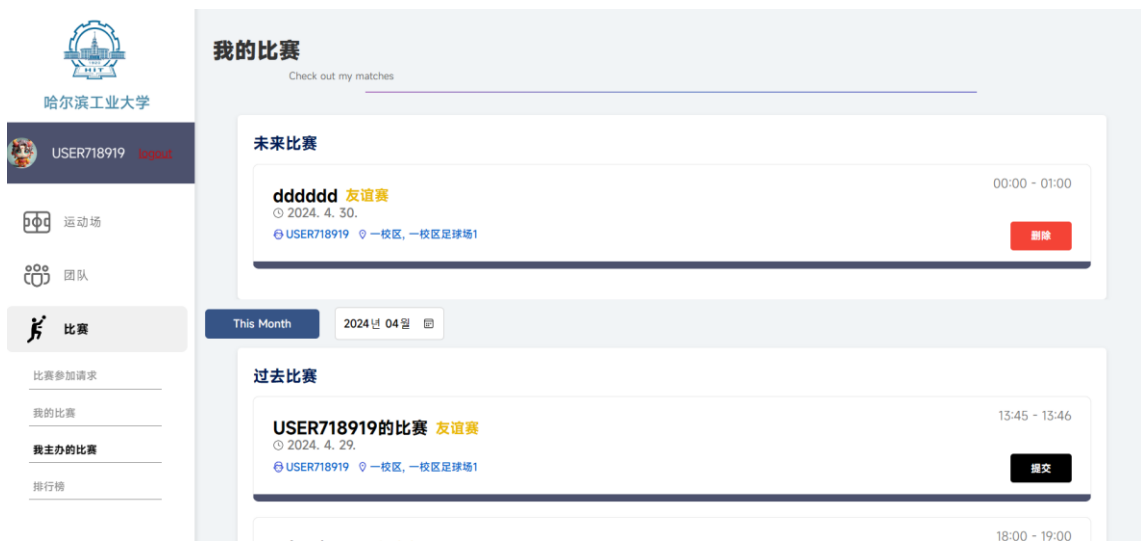 HIT
哈尔滨工业大学
USER718919 logout
运动场
团队
比赛
比赛参加请求
我的比赛
我主办的比赛
排行榜
我的比赛
Check out my matches
未来比赛
dddddd 友谊赛
00:00 - 01:00
2024. 4. 30.
USER718919 一校区, 一校区足球场1
删除
This Month
2024년 04월
过去比赛
USER718919的比赛 友谊赛
13:45 - 13:46
2024. 4. 29.
USER718919 一校区, 一校区足球场1
提交
18:00 - 19:00